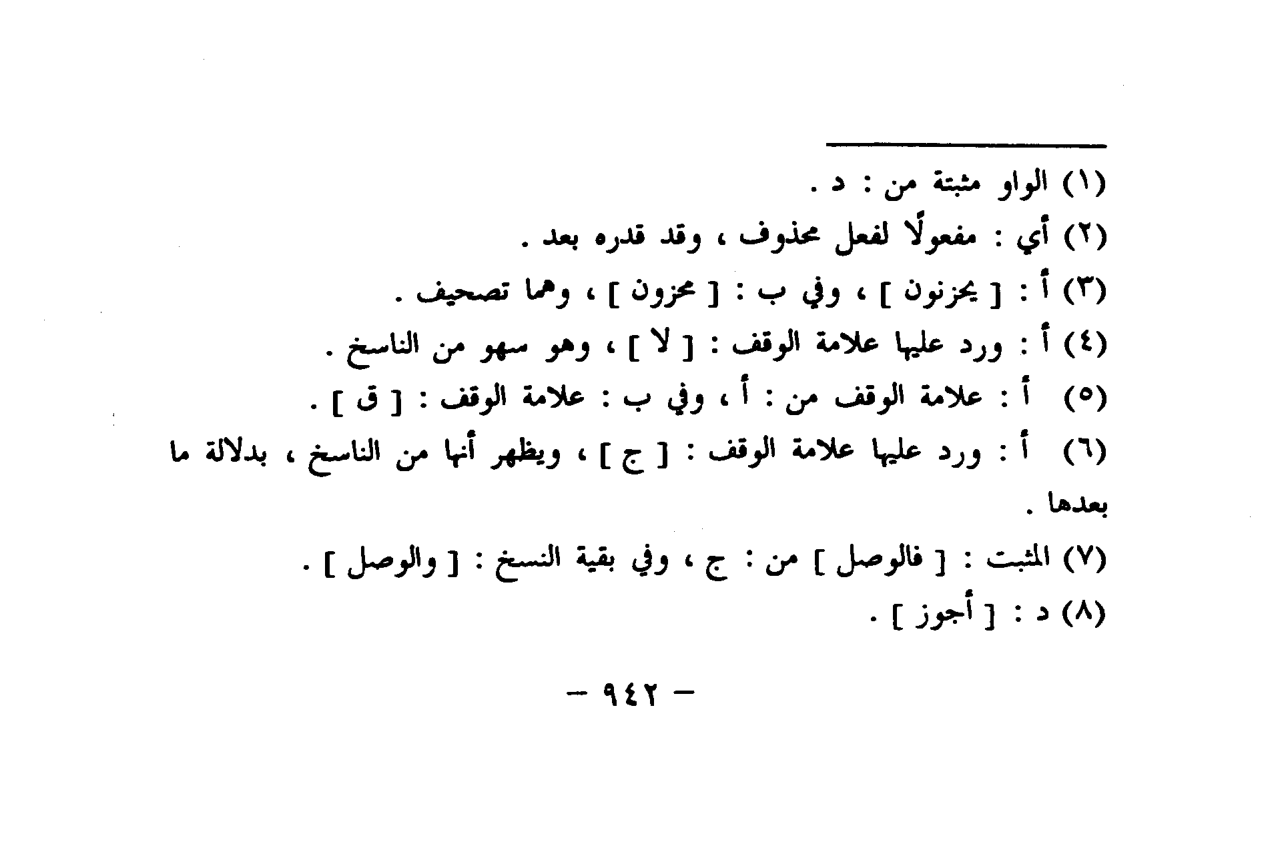 (١) الواو مثبتة من : د .
(٢) أي : مفعولًا لفعل محذوف ، وقد قدره بعد .
(٣) أ : [ يحزنون ] ، وفي ب : [ محزون ] ، وهما تصحيف .
(٤) أ : ورد عليها علامة الوقف : [ لا ] ، وهو سهو من الناسخ .
(٥) أ : علامة الوقف من : أ ، وفي ب : علامة الوقف : [ ق ] .
(٦) أ : ورد عليها علامة الوقف : [ ج ] ، ويظهر أنها من الناسخ ، بدلالة ما
بعدها .
(٧) المثبت : [ فالوصل ] من : ج ، وفي بقية النسخ : [ والوصل ] .
(٨) د : [ أجوز ] .
– ٩٤٢ –